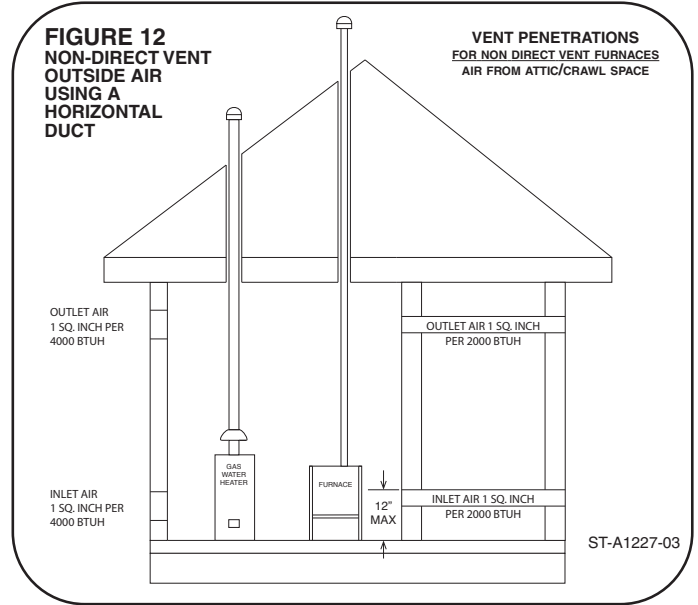 FIGURE 12
NON-DIRECT VENT
OUTSIDE AIR
USING A
HORIZONTAL
DUCT
VENT PENETRATIONS
FOR NON DIRECT VENT FURNACES
AIR FROM ATTIC/CRAWL SPACE
OUTLET AIR
1 SQ. INCH PER
4000 BTUH
OUTLET AIR 1 SQ. INCH
PER 2000 BTUH
GAS
WATER
HEATER
FURNACE
INLET AIR
1 SQ. INCH PER
4000 BTUH
12"
MAX
INLET AIR 1 SQ. INCH
PER 2000 BTUH
ST-A1227-03